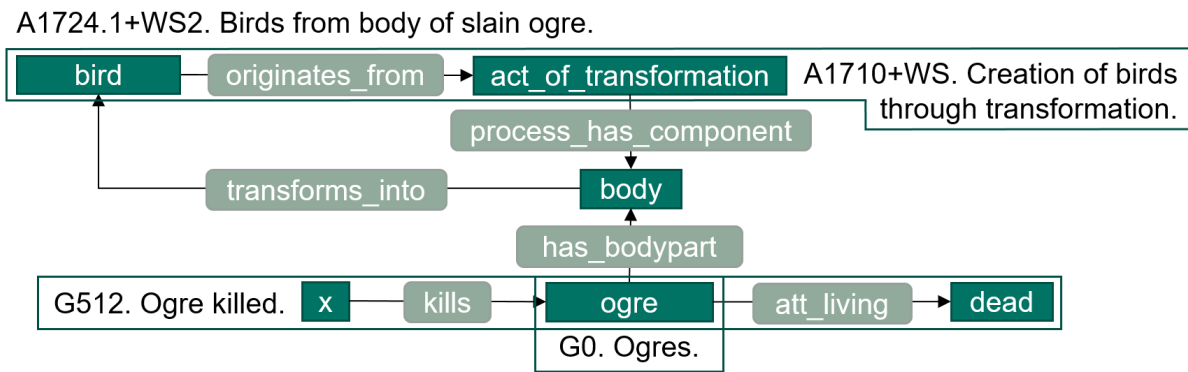 A1724.1+WS2. Birds from body of slain ogre.
bird originates_from act_of_transformation A1710+WS. Creation of birds
through transformation.
process_has_component
transforms_into body
has_bodypart
G512. Ogre killed. x kills ogre att_living dead
G0. Ogres.